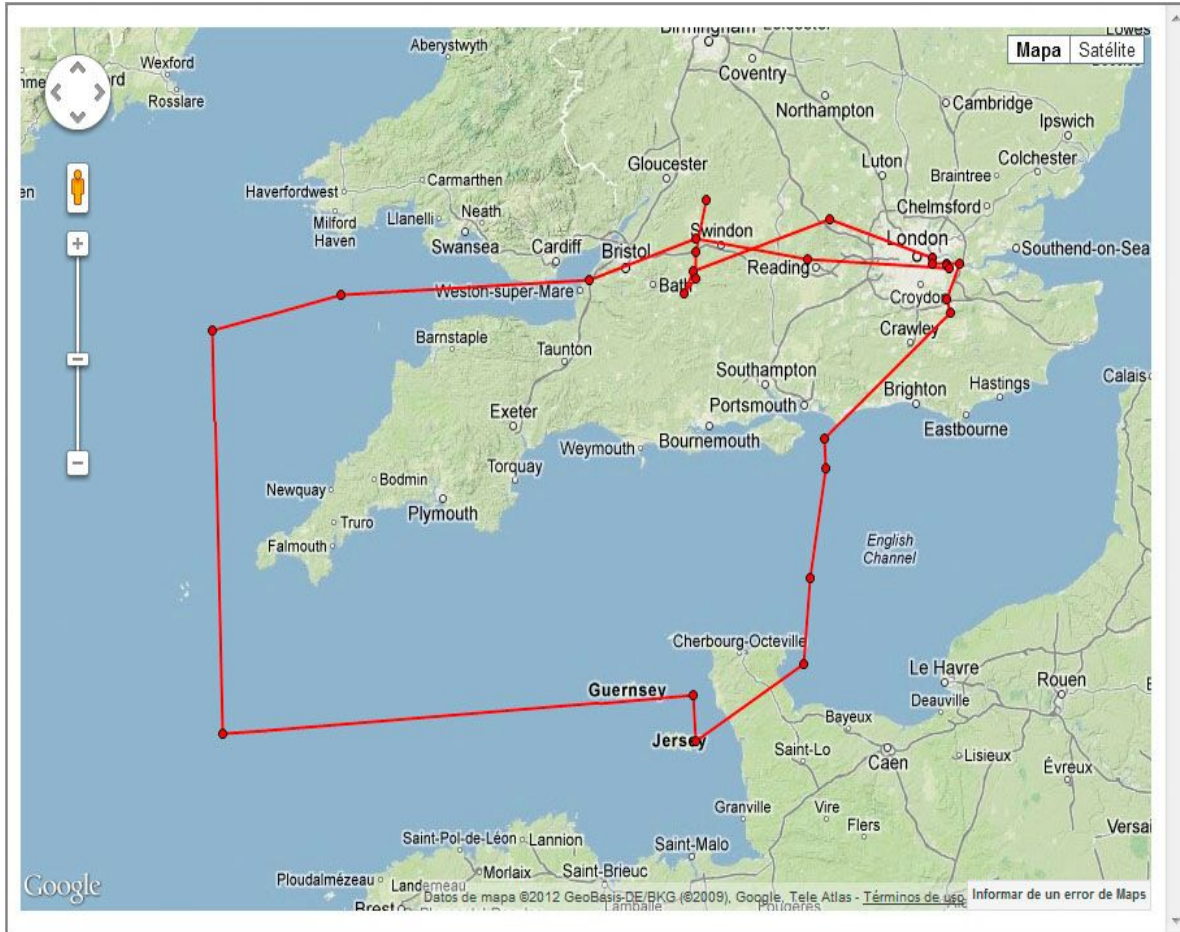 Birmingham
Lowes
Aberystwyth
Mapa
Satélite
Wexford
Coventry
Rosslare
Northampton
Cambridge
Ipswich
Gloucester
Luton
Colchester
Braintree
Carmarthen
Haverfordwest
Chelmsford
Milford
Haven
Llanelli
Neath
Swansea
Cardiff
Bristol
Swindon
London
Southend-on-Sea
Reading
Weston-super-Mare
Bath
Croydon
Crawley
Barnstaple
Taunton
Southampton
Brighton
Hastings
Calais
Exeter
Portsmouth
Eastbourne
Weymouth
Bournemouth
Torquay
Newquay
Bodmin
Plymouth
Truro
Falmouth
English
Channel
Cherbourg-Octeville
Le Havre
Rouen
Guernsey
Deauville
Bayeux
Jersey
Saint-Lo
Caen
Lisieux
Évreux
Granville
Vire
Flers
Versai
Saint-Pol-de-Léon
Lannion
Saint-Malo
Morlaix
Saint-Brieuc
Ploudalmézeau
Landerneau
Google
Brest
Datos de mapa ©2012 GeoBasis-DE/BKG (©2009), Google, Tele Atlas - Términos de uso
Informar de un error de Maps
Lamballe
Fougères